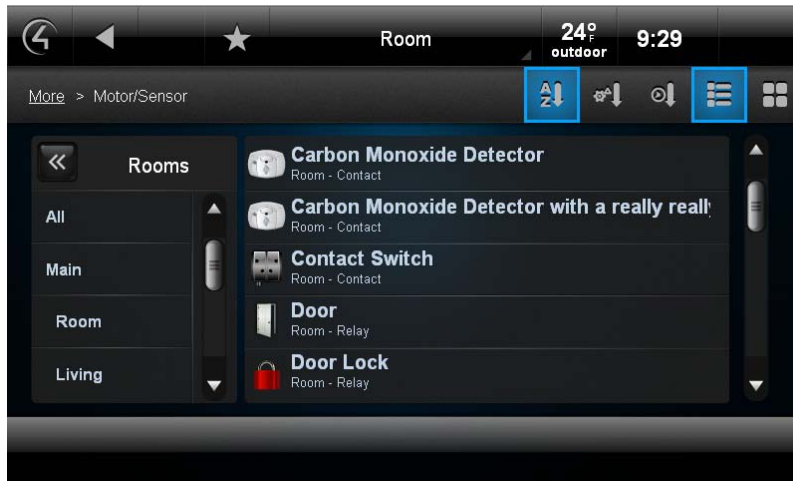 Room
24°F
outdoor
9:29
More > Motor/Sensor
A
Z
Rooms
All
Main
Room
Living
Carbon Monoxide Detector
Room - Contact
Carbon Monoxide Detector with a really reall
Room - Contact
Contact Switch
Room - Contact
Door
Room - Relay
Door Lock
Room - Relay